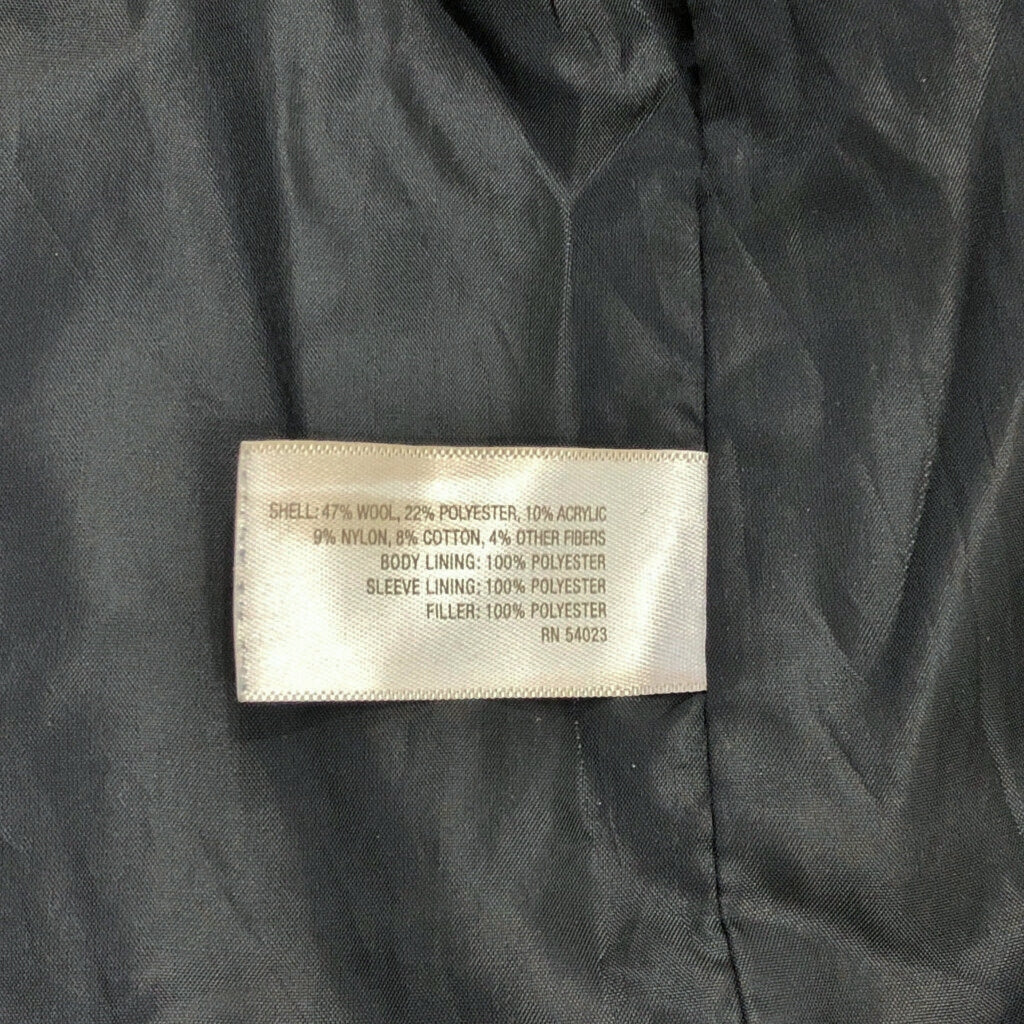 SHELL: 47% WOOL, 22% POLYESTER, 10% ACRYLIC
9% NYLON, 8% COTTON, 4% OTHER FIBERS
BODY LINING: 100% POLYESTER
SLEEVE LINING: 100% POLYESTER
FILLER: 100% POLYESTER
RN 54023